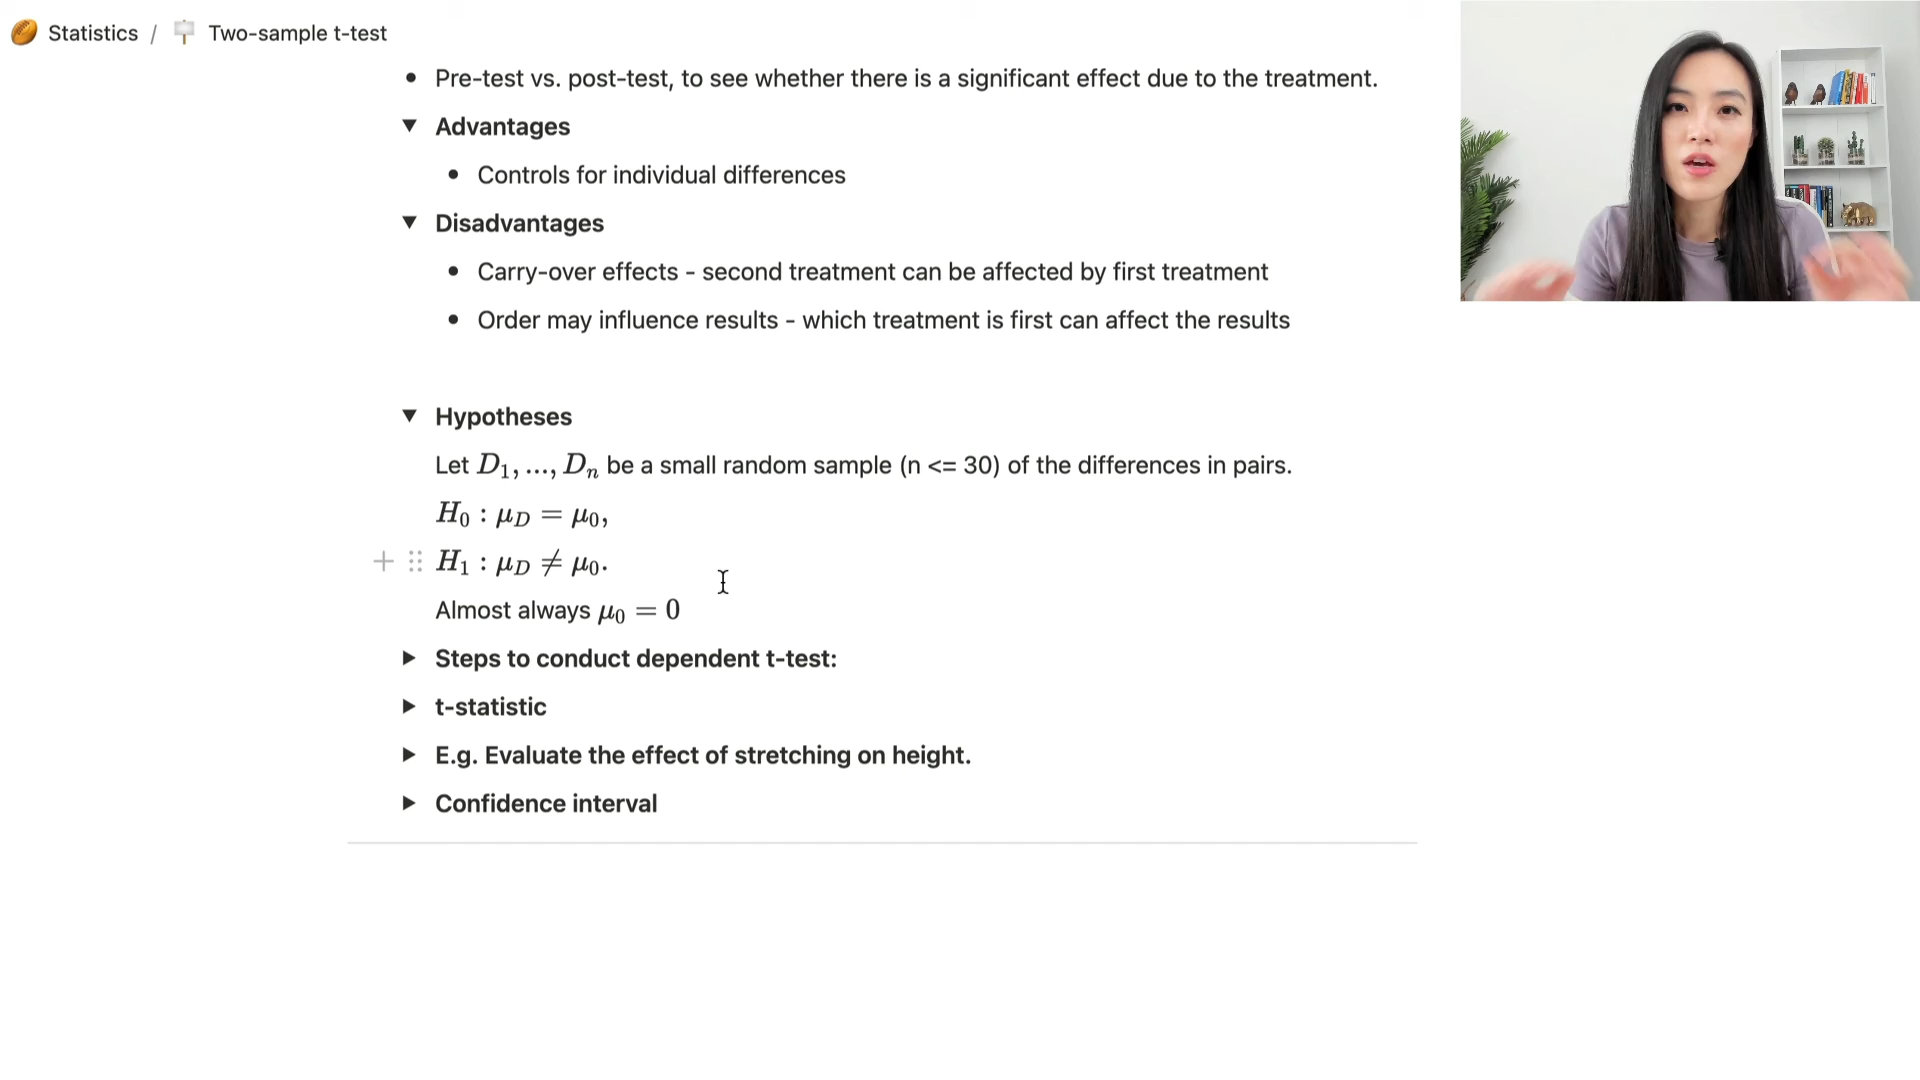 Statistics / Two-sample t-test
Pre-test vs. post-test, to see whether there is a significant effect due to the treatment.
Advantages
Controls for individual differences
Disadvantages
Carry-over effects - second treatment can be affected by first treatment
Order may influence results - which treatment is first can affect the results
Hypotheses
Let D₁, ..., Dₙ be a small random sample (n <= 30) of the differences in pairs.
H₀ : μ_D = μ₀,
H₁ : μ_D ≠ μ₀.
Almost always μ₀ = 0
Steps to conduct dependent t-test:
t-statistic
E.g. Evaluate the effect of stretching on height.
Confidence interval